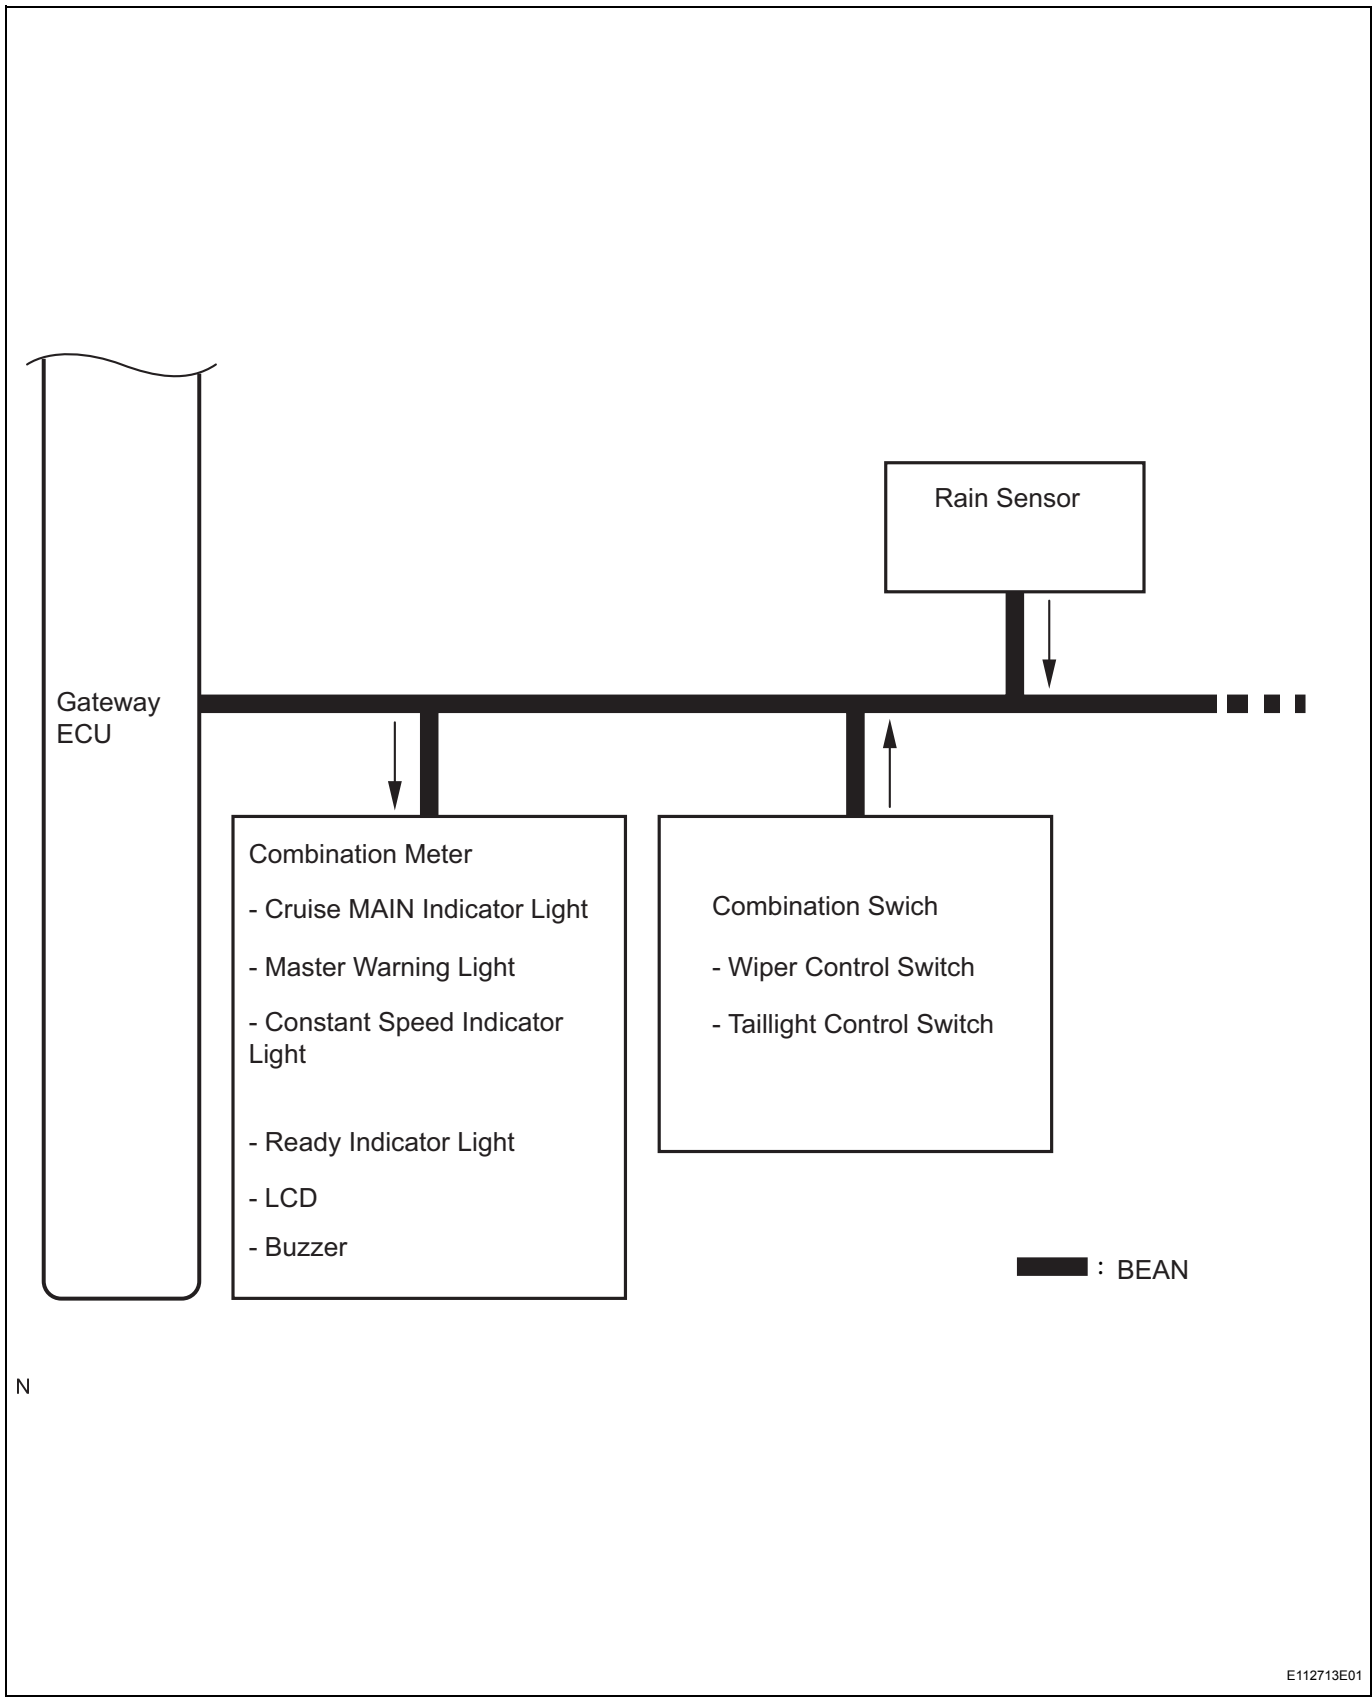 Rain Sensor
Gateway
ECU
Combination Meter
- Cruise MAIN Indicator Light
- Master Warning Light
- Constant Speed Indicator
Light
- Ready Indicator Light
- LCD
- Buzzer
Combination Swich
- Wiper Control Switch
- Taillight Control Switch
: BEAN
N
E112713E01